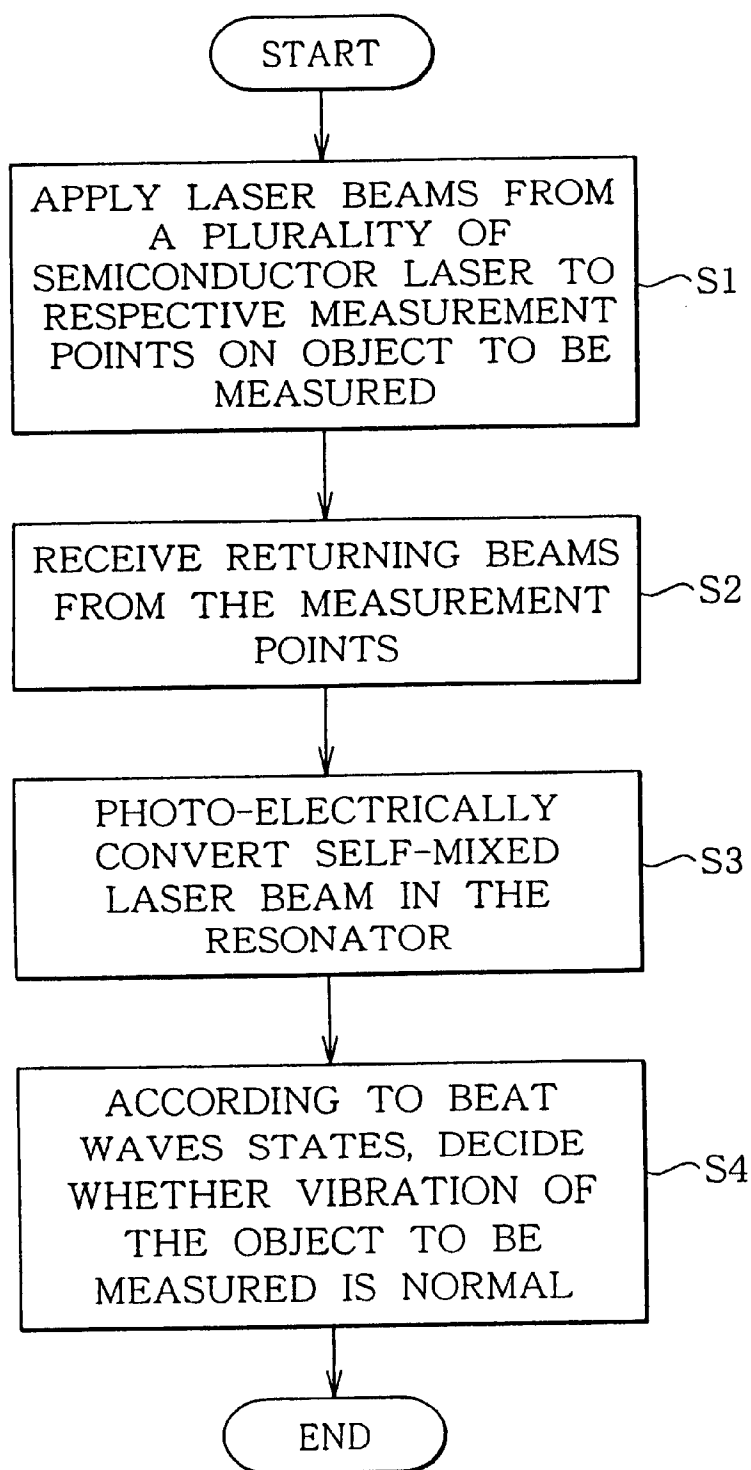 START
APPLY LASER BEAMS FROM
A PLURALITY OF
SEMICONDUCTOR LASER TO
RESPECTIVE MEASUREMENT
POINTS ON OBJECT TO BE
MEASURED
S1
RECEIVE RETURNING BEAMS
FROM THE MEASUREMENT
POINTS
S2
PHOTO-ELECTRICALLY
CONVERT SELF-MIXED
LASER BEAM IN THE
RESONATOR
S3
ACCORDING TO BEAT
WAVES STATES, DECIDE
WHETHER VIBRATION OF
THE OBJECT TO BE
MEASURED IS NORMAL
S4
END